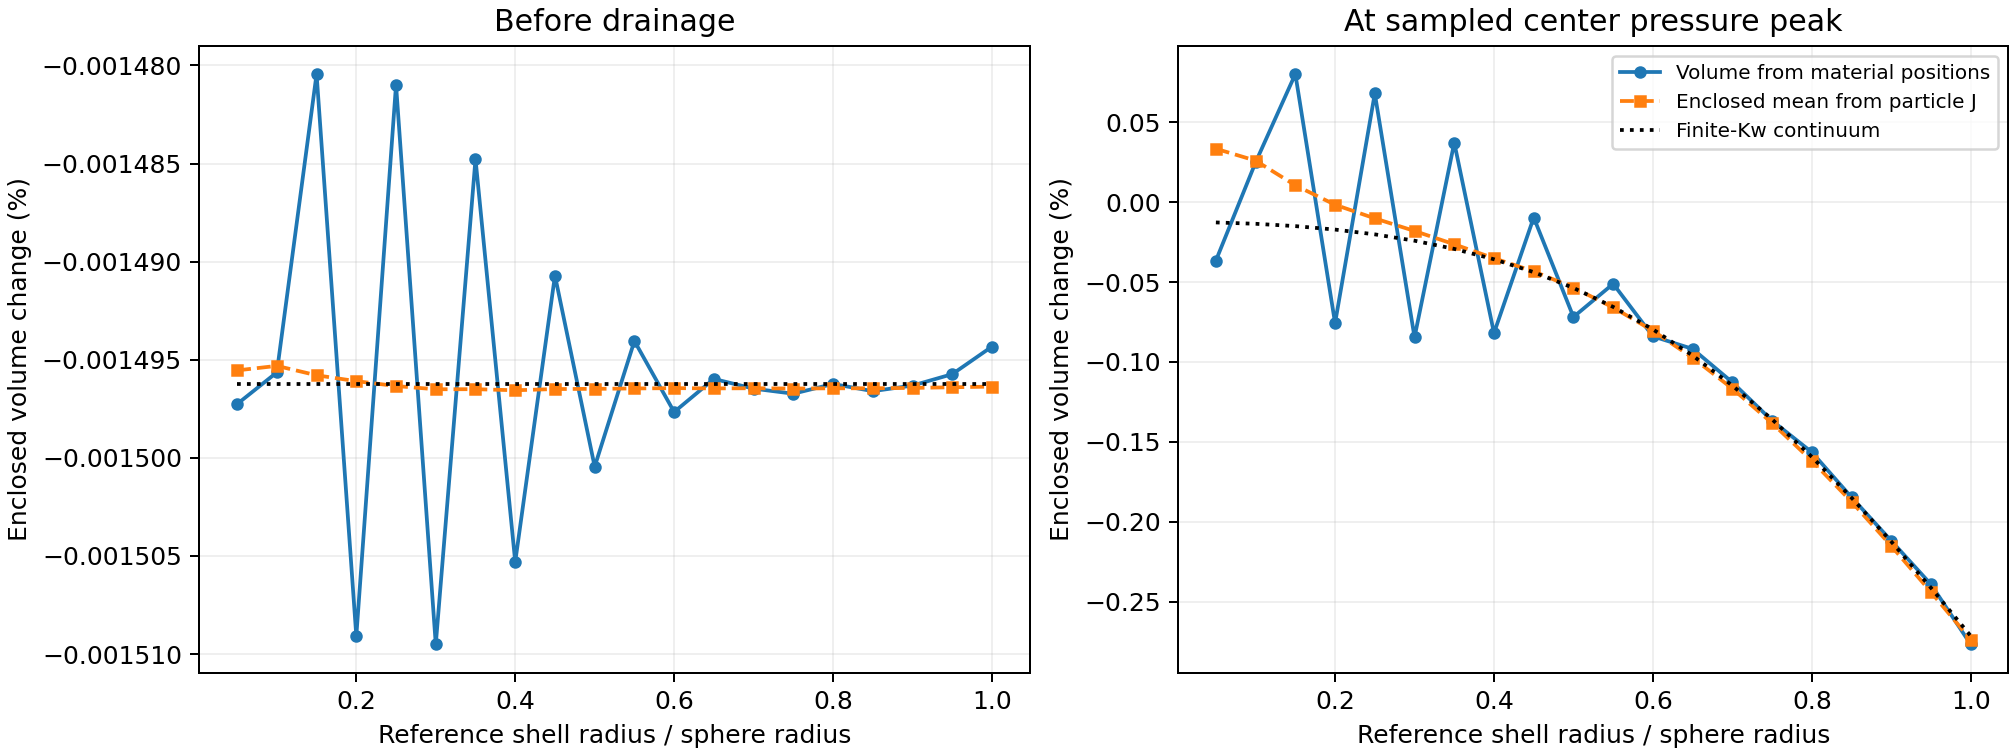 Before drainage
Enclosed volume change (%)
−0.001480
−0.001485
−0.001490
−0.001495
−0.001500
−0.001505
−0.001510
0.2
0.4
0.6
0.8
1.0
Reference shell radius / sphere radius
At sampled center pressure peak
Enclosed volume change (%)
0.05
0.00
−0.05
−0.10
−0.15
−0.20
−0.25
Volume from material positions
Enclosed mean from particle J
Finite-Kw continuum
0.2
0.4
0.6
0.8
1.0
Reference shell radius / sphere radius